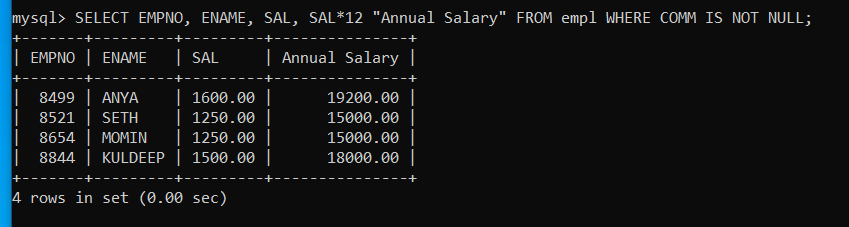 mysql> SELECT EMPNO, ENAME, SAL, SAL*12 "Annual Salary" FROM empl WHERE COMM IS NOT NULL;
+-------+---------+---------+---------------+
| EMPNO | ENAME   | SAL     | Annual Salary |
+-------+---------+---------+---------------+
|  8499 | ANYA    | 1600.00 |      19200.00 |
|  8521 | SETH    | 1250.00 |      15000.00 |
|  8654 | MOMIN   | 1250.00 |      15000.00 |
|  8844 | KULDEEP | 1500.00 |      18000.00 |
+-------+---------+---------+---------------+
4 rows in set (0.00 sec)